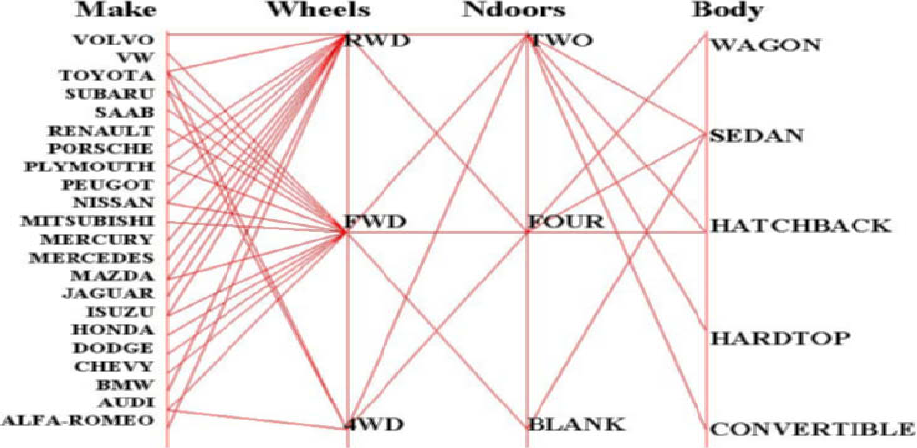 Make Wheels Ndoors Body
VOLVO
VW
TOYOTA
SUBARU
SAAB
RENAULT
PORSCHE
PLYMOUTH
PEUGOT
NISSAN
MITSUBISHI
MERCURY
MERCEDES
MAZDA
JAGUAR
ISUZU
HONDA
DODGE
CHEVY
BMW
AUDI
ALFA-ROMEO
RWD
FWD
4WD
TWO
FOUR
BLANK
WAGON
SEDAN
HATCHBACK
HARDTOP
CONVERTIBLE